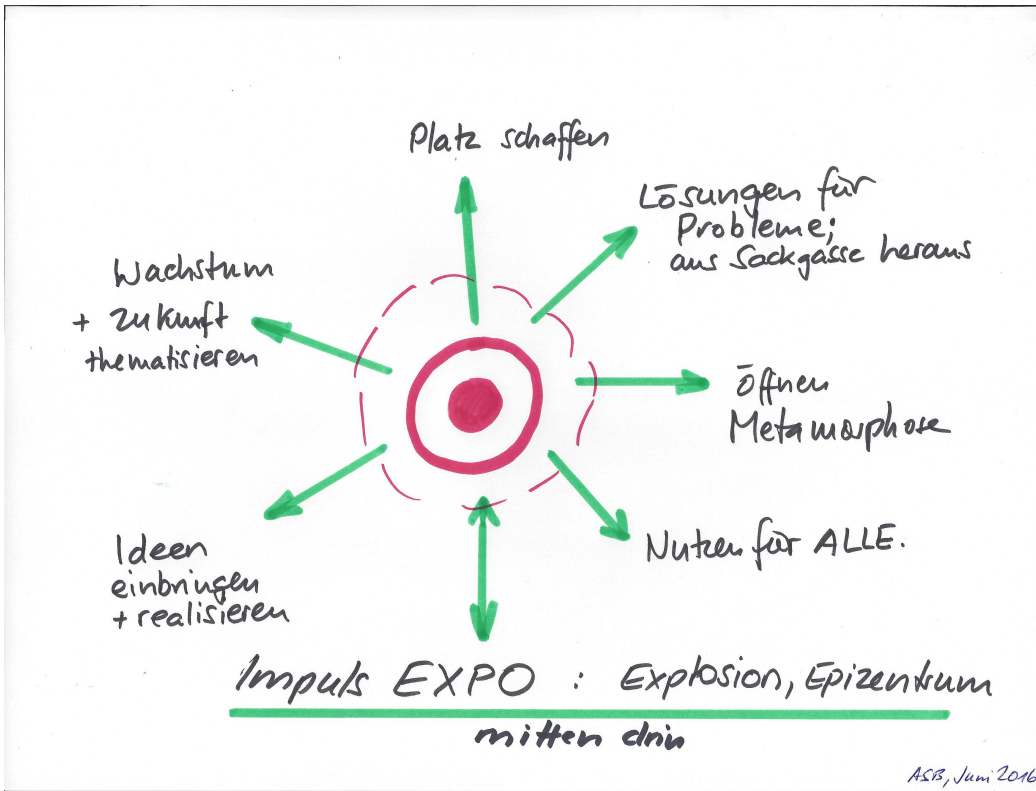 Platz schaffen
Lösungen für
Probleme;
aus Sackgasse heraus
Wachstum
+ Zukunft
thematisieren
Öffnen
Metamorphose
Nutzen für ALLE.
Ideen
einbringen
+ realisieren
Impuls EXPO : Explosion, Epizentrum
mitten drin
ASB, Juni 2016